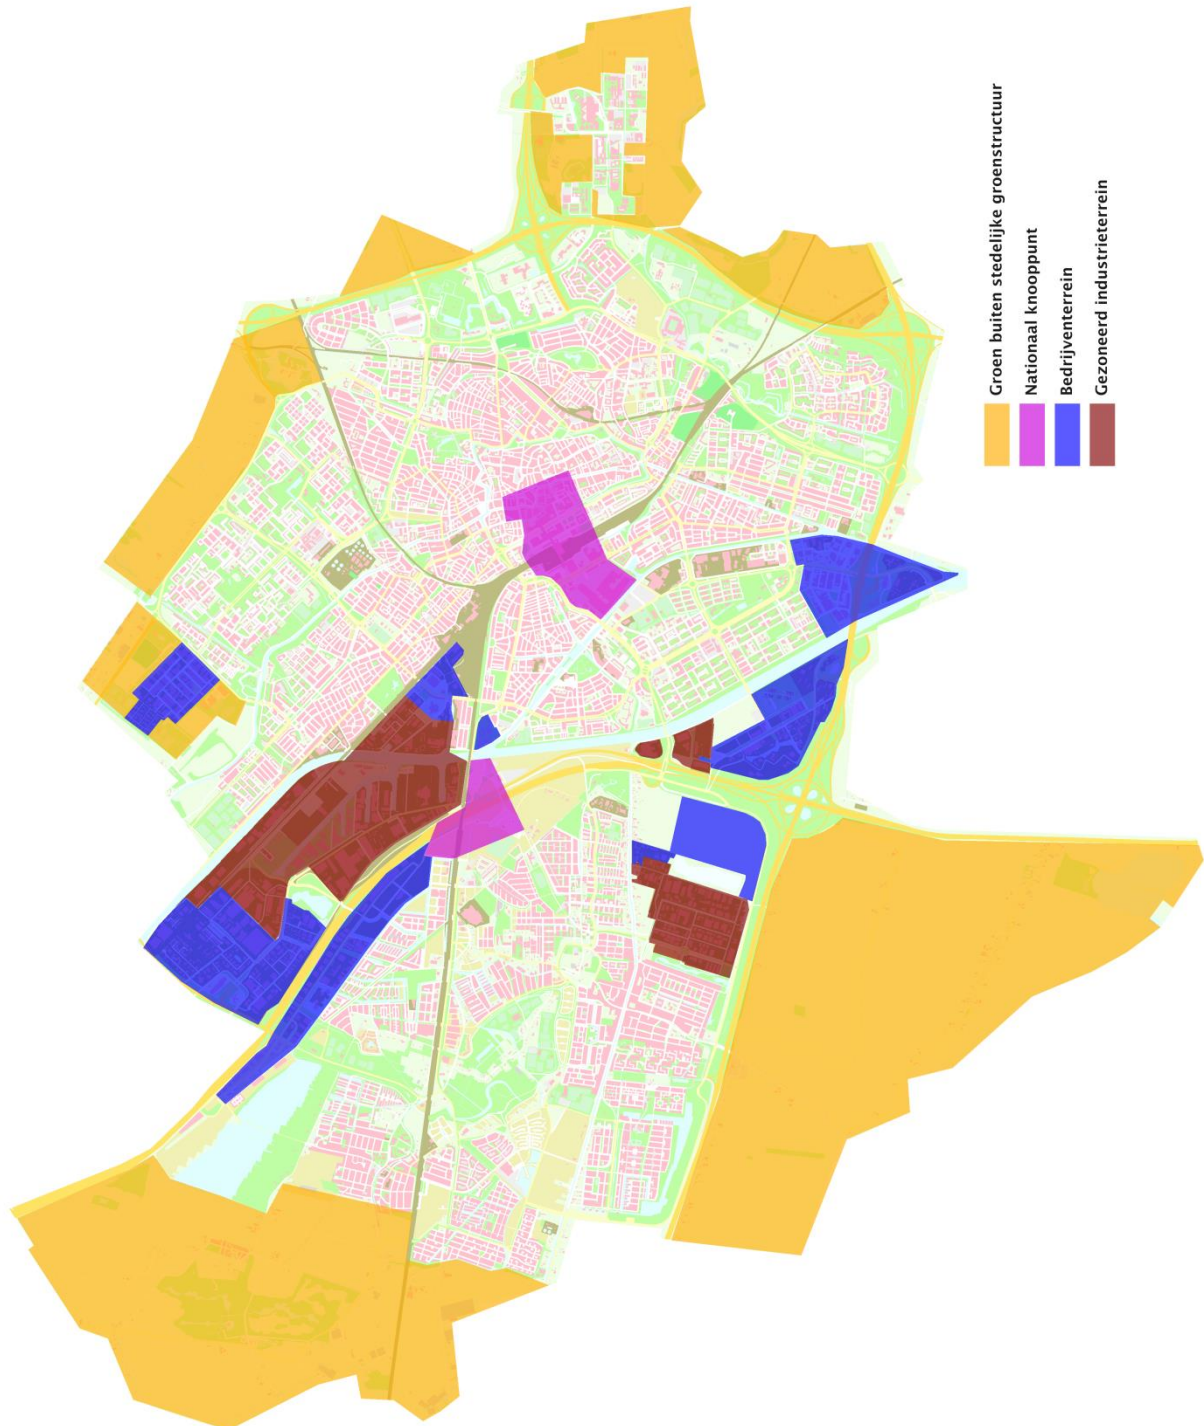 Groen buiten stedelijke groenstructuur
Nationaal knooppunt
Bedrijventerrein
Gezoneerd industrieterrein